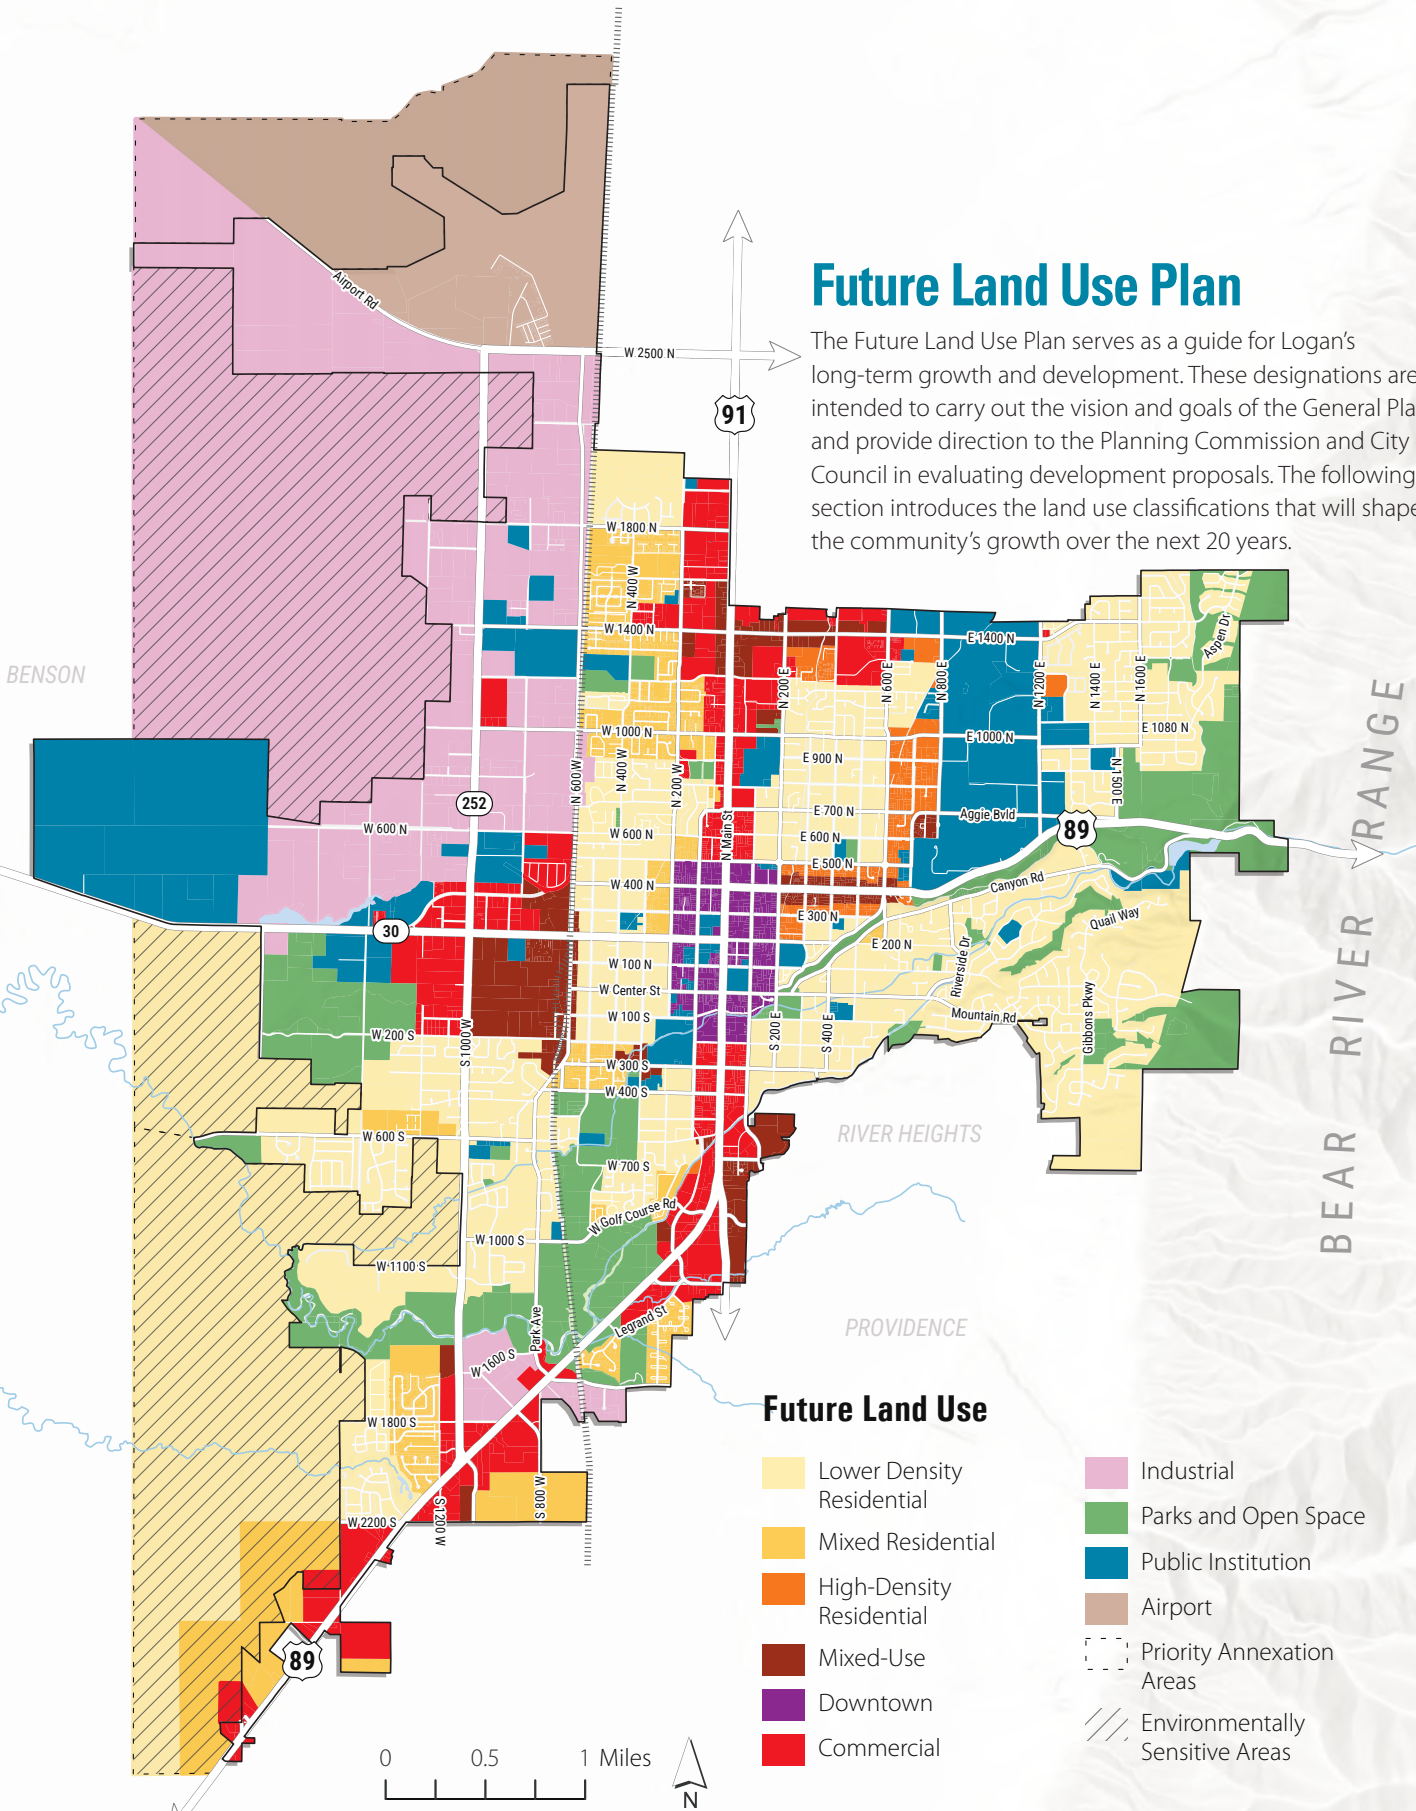 Future Land Use Plan
The Future Land Use Plan serves as a guide for Logan’s
long-term growth and development. These designations are
intended to carry out the vision and goals of the General Pla
and provide direction to the Planning Commission and City
Council in evaluating development proposals. The following
section introduces the land use classifications that will shape
the community’s growth over the next 20 years.
Airport Rd
W 2500 N
91
W 1800 N
N 400 W
W 1400 N
E 1400 N
Aspen Dr
BENSON
N 200 E
N 600 E
N 800 E
N 1200 E
N 1400 E
N 1600 E
W 1000 N
E 1000 N
E 1080 N
N 600 W
N 400 W
N 200 W
E 900 N
N 1500 E
252
W 600 N
W 600 N
N Main St
E 700 N
E 600 N
Aggie Bvld
89
E 500 N
W 400 N
Canyon Rd
30
E 300 N
Quail Way
E 200 N
W 100 N
Riverside Dr
W Center St
W 100 S
Mountain Rd
Gibbons Pkwy
W 200 S
S 1000 W
S 200 E
S 400 E
W 300 S
W 400 S
W 600 S
RIVER HEIGHTS
W 700 S
W Golf Course Rd
W 1000 S
W 1100 S
BEAR RIVER RANGE
Park Ave
Legrand St
PROVIDENCE
W 1600 S
W 1800 S
S 1200 W
S 800 W
W 2200 S
89
Future Land Use
Lower Density
Residential
Mixed Residential
High-Density
Residential
Mixed-Use
Downtown
Commercial
Industrial
Parks and Open Space
Public Institution
Airport
Priority Annexation
Areas
Environmentally
Sensitive Areas
0 0.5 1 Miles
N